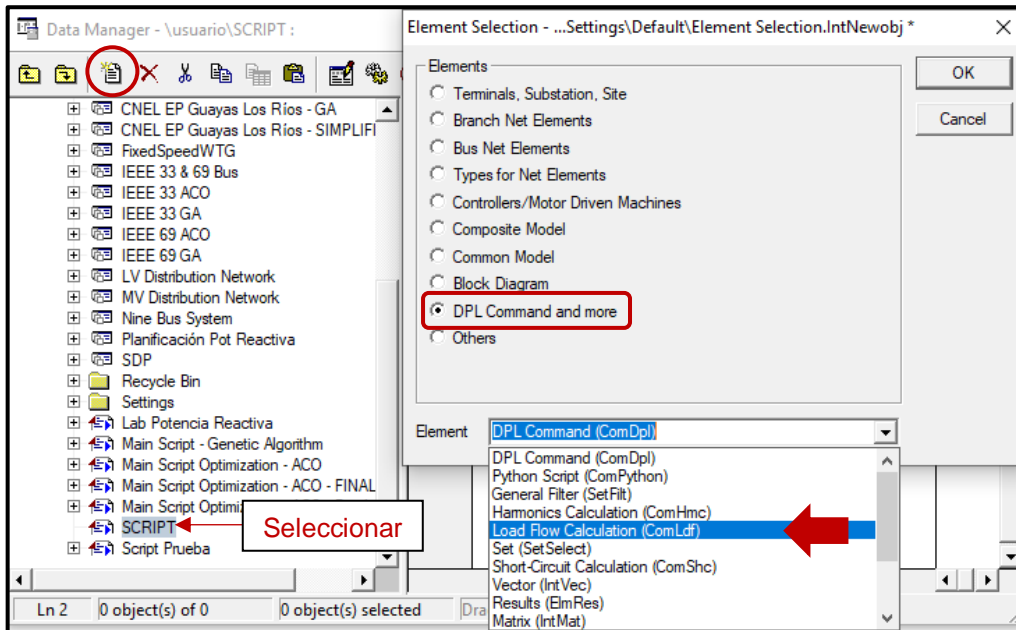 Data Manager - \usuario\SCRIPT :
CNEL EP Guayas Los Ríos - GA
CNEL EP Guayas Los Ríos - SIMPLIFI
FixedSpeedWTG
IEEE 33 & 69 Bus
IEEE 33 ACO
IEEE 33 GA
IEEE 69 ACO
IEEE 69 GA
LV Distribution Network
MV Distribution Network
Nine Bus System
Planificación Pot Reactiva
SDP
Recycle Bin
Settings
Lab Potencia Reactiva
Main Script - Genetic Algorithm
Main Script Optimization - ACO
Main Script Optimization - ACO - FINAL
Main Script Optimi
SCRIPT
Script Prueba
Seleccionar
Ln 2
0 object(s) of 0
0 object(s) selected
Dra
Element Selection - ...Settings\Default\Element Selection.IntNewobj *
Elements
Terminals, Substation, Site
Branch Net Elements
Bus Net Elements
Types for Net Elements
Controllers/Motor Driven Machines
Composite Model
Common Model
Block Diagram
DPL Command and more
Others
OK
Cancel
Element
DPL Command (ComDpl)
DPL Command (ComDpl)
Python Script (ComPython)
General Filter (SetFilt)
Harmonics Calculation (ComHmc)
Load Flow Calculation (ComLdf)
Set (SetSelect)
Short-Circuit Calculation (ComShc)
Vector (IntVec)
Results (ElmRes)
Matrix (IntMat)